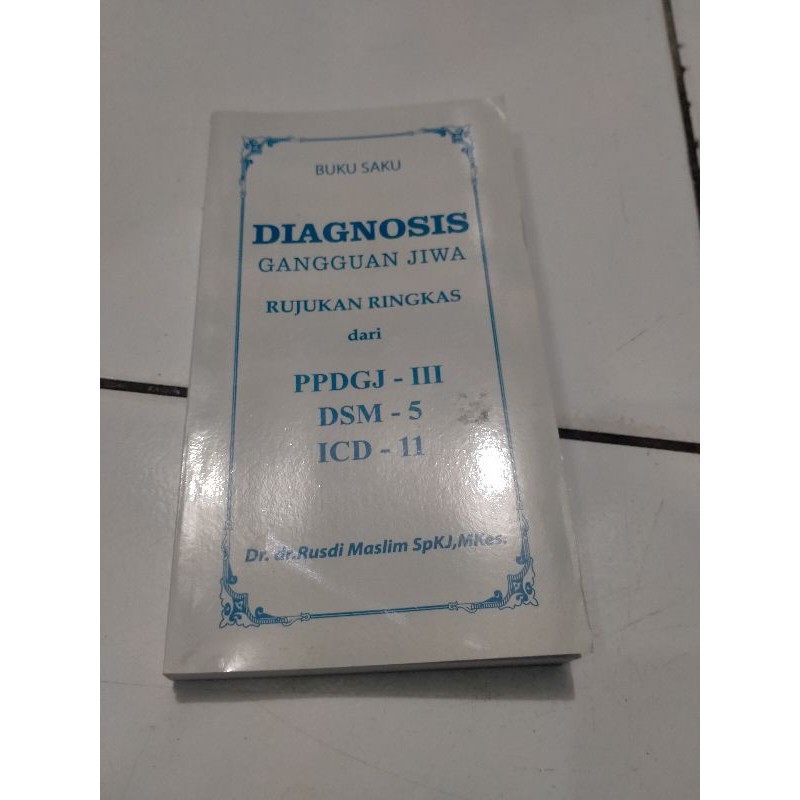 BUKU SAKU
DIAGNOSIS
GANGGUAN JIWA
RUJUKAN RINGKAS
dari
PPDGJ - III
DSM - 5
ICD - 11
Dr. dr.Rusdi Maslim SpKJ,MKes.